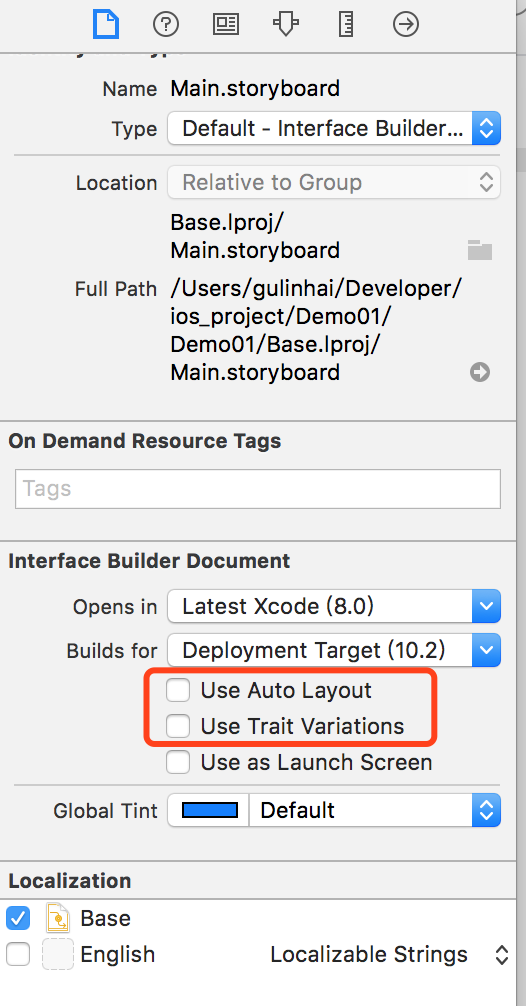 Name Main.storyboard
Type Default - Interface Builder...
Location Relative to Group
Base.lproj/
Main.storyboard
Full Path /Users/gulinhai/Developer/
ios_project/Demo01/
Demo01/Base.lproj/
Main.storyboard
On Demand Resource Tags
Tags
Interface Builder Document
Opens in Latest Xcode (8.0)
Builds for Deployment Target (10.2)
Use Auto Layout
Use Trait Variations
Use as Launch Screen
Global Tint Default
Localization
Base
English Localizable Strings